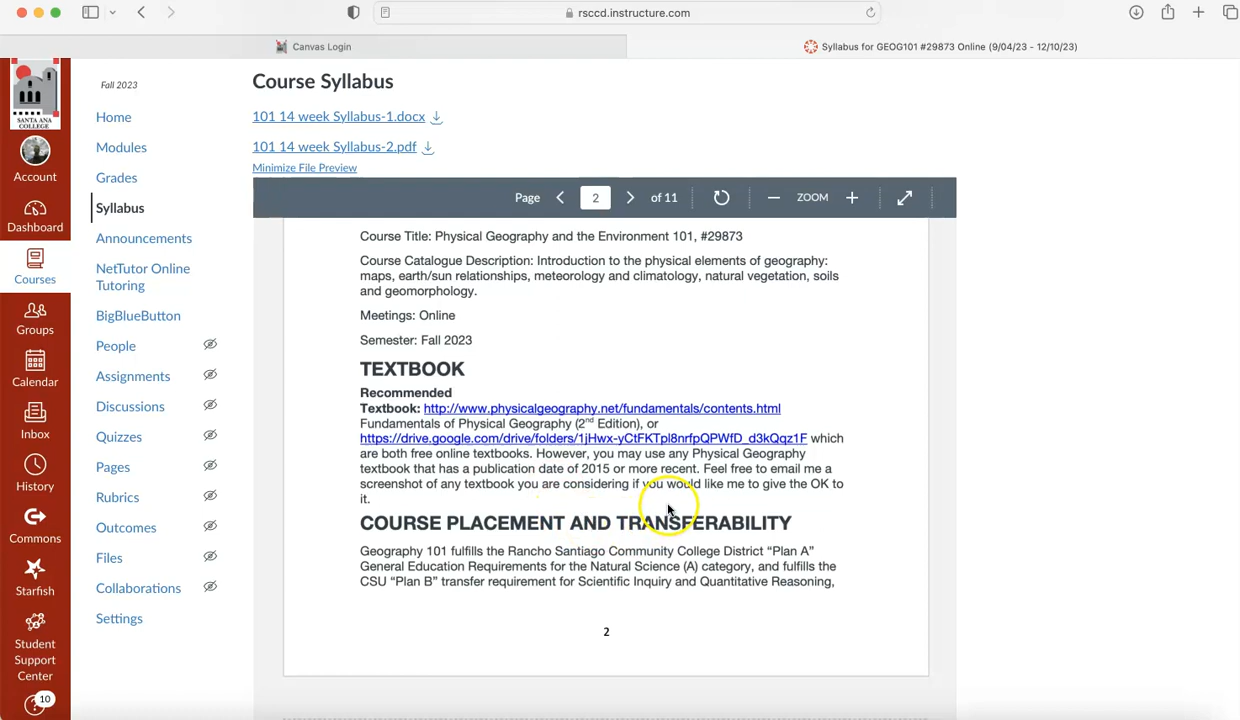 rsccd.instructure.com
Canvas Login
Syllabus for GEOG101 #29873 Online (9/04/23 - 12/10/23)
SANTA ANA
COLLEGE
Account
Dashboard
Courses
Groups
Calendar
Inbox
History
Commons
Starfish
Student
Support
Center
10
Fall 2023
Home
Modules
Grades
Syllabus
Announcements
NetTutor Online
Tutoring
BigBlueButton
People
Assignments
Discussions
Quizzes
Pages
Rubrics
Outcomes
Files
Collaborations
Settings
Course Syllabus
101 14 week Syllabus-1.docx
101 14 week Syllabus-2.pdf
Minimize File Preview
Page 2 of 11 ZOOM
Course Title: Physical Geography and the Environment 101, #29873
Course Catalogue Description: Introduction to the physical elements of geography:
maps, earth/sun relationships, meteorology and climatology, natural vegetation, soils
and geomorphology.
Meetings: Online
Semester: Fall 2023
TEXTBOOK
Recommended
Textbook: http://www.physicalgeography.net/fundamentals/contents.html
Fundamentals of Physical Geography (2nd Edition), or
https://drive.google.com/drive/folders/1jHwx-yCtFKTpl8nrfpQPWfD_d3kQqz1F which
are both free online textbooks. However, you may use any Physical Geography
textbook that has a publication date of 2015 or more recent. Feel free to email me a
screenshot of any textbook you are considering if you would like me to give the OK to
it.
COURSE PLACEMENT AND TRANSFERABILITY
Geography 101 fulfills the Rancho Santiago Community College District “Plan A”
General Education Requirements for the Natural Science (A) category, and fulfills the
CSU “Plan B” transfer requirement for Scientific Inquiry and Quantitative Reasoning,
2